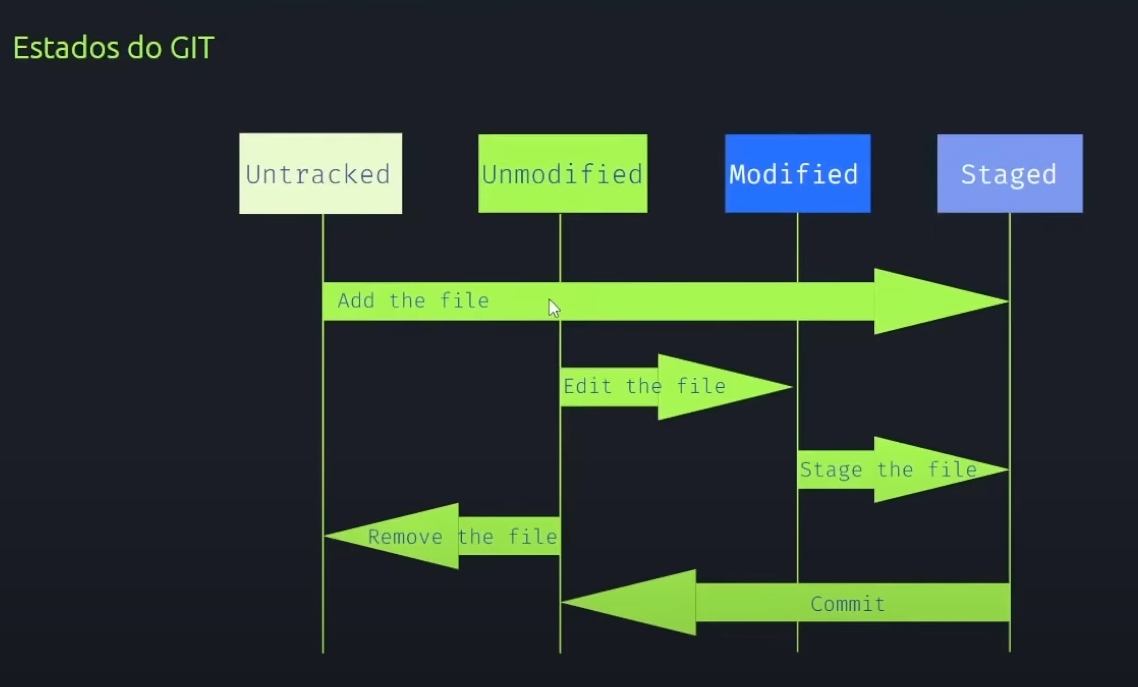 Estados do GIT
Untracked
Unmodified
Modified
Staged
Add the file
Edit the file
Stage the file
Remove the file
Commit